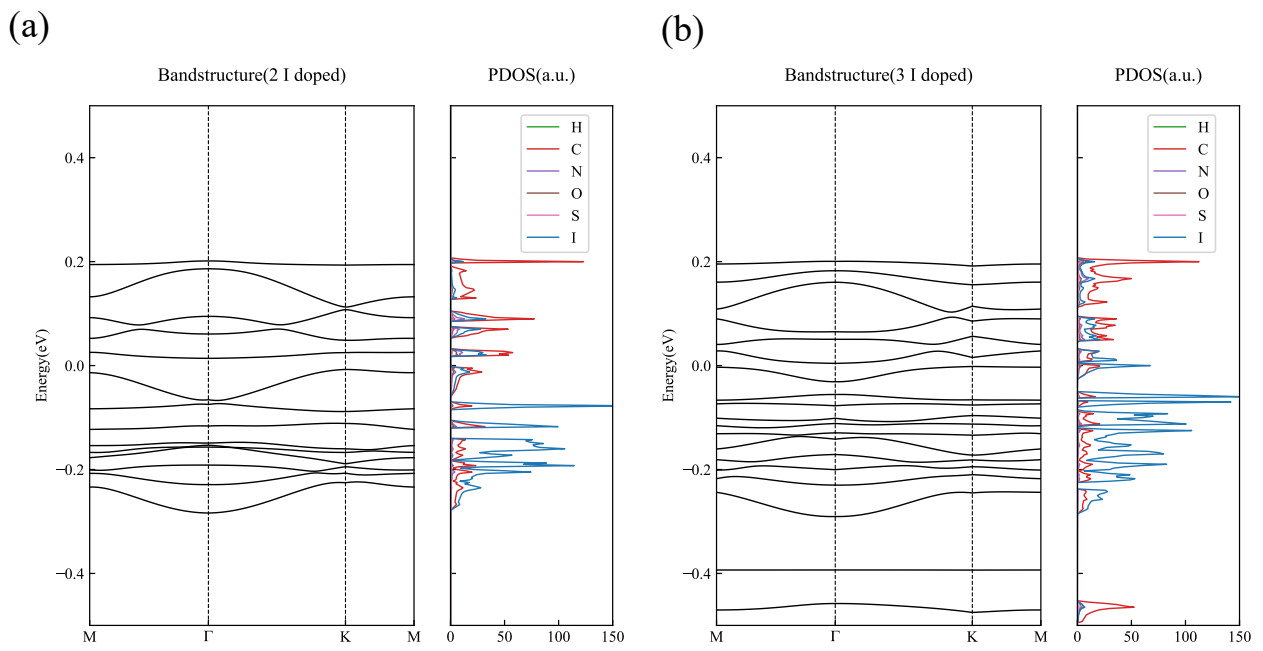 (a)
Bandstructure(2 I doped)
PDOS(a.u.)
Energy(eV)
0.4
0.2
0.0
−0.2
−0.4
M
Γ
K
M
H
C
N
O
S
I
0
50
100
150
(b)
Bandstructure(3 I doped)
PDOS(a.u.)
Energy(eV)
0.4
0.2
0.0
−0.2
−0.4
M
Γ
K
M
H
C
N
O
S
I
0
50
100
150